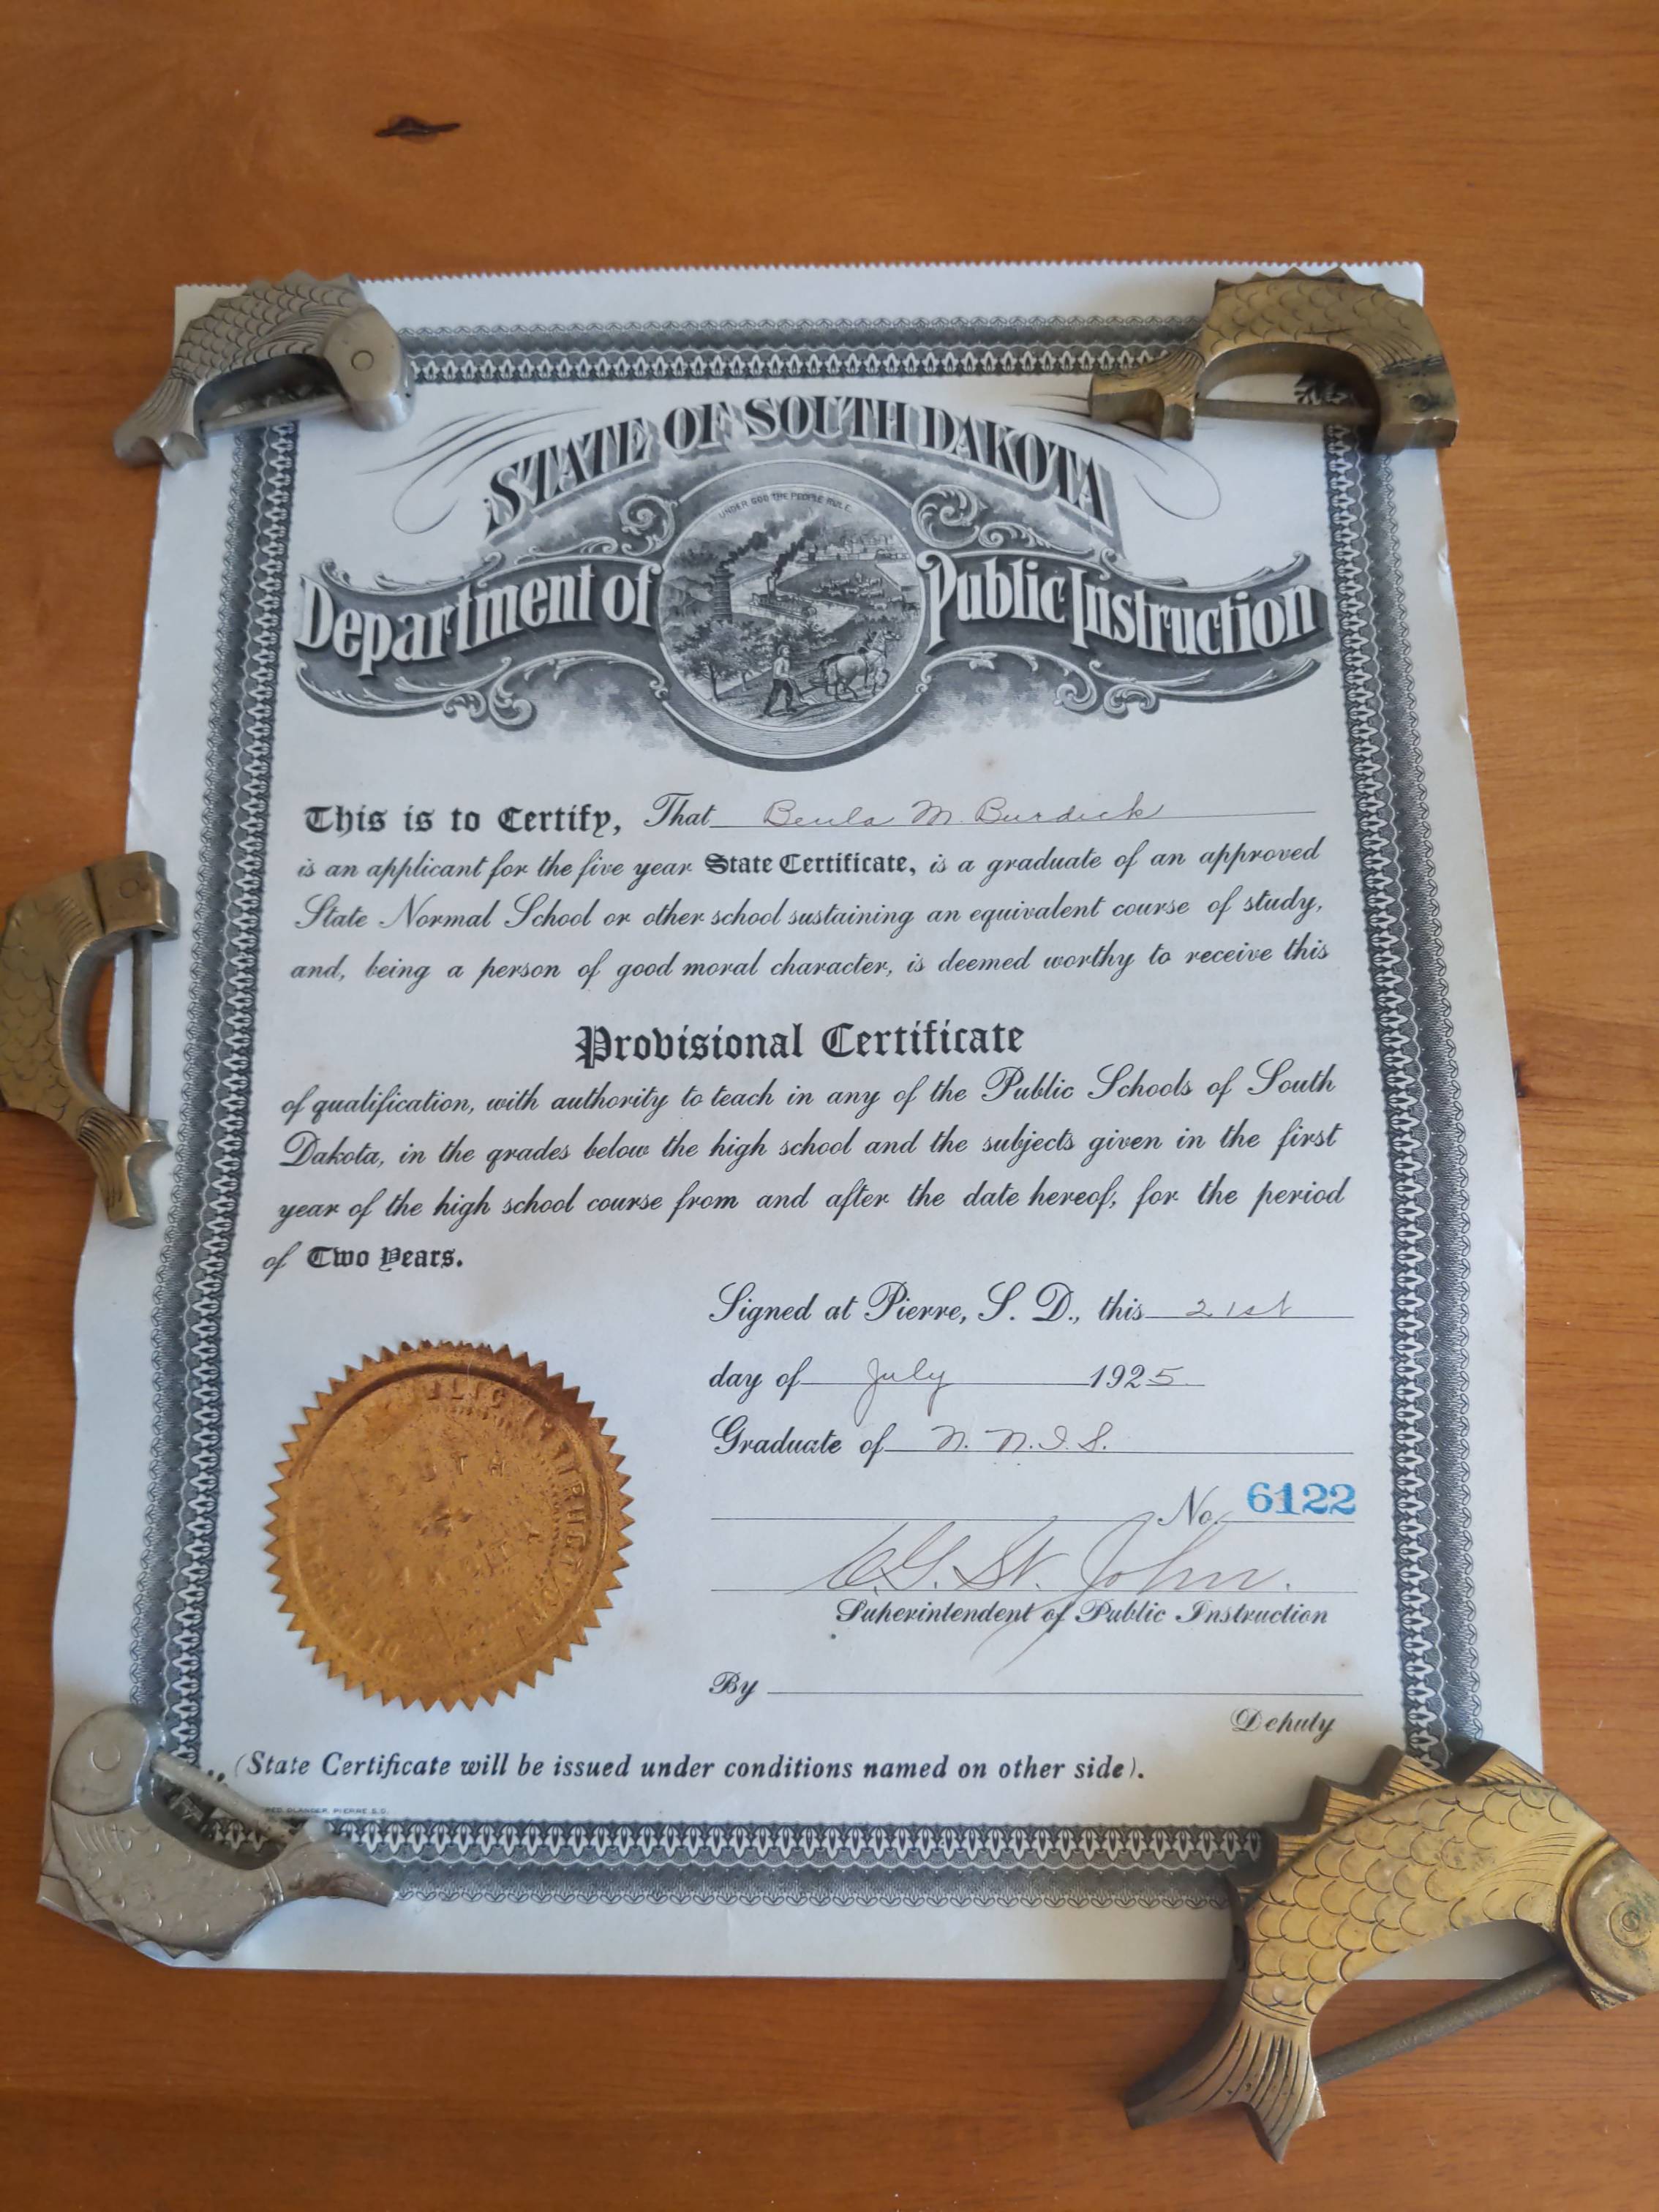 STATE OF SOUTH DAKOTA
UNDER GOD THE PEOPLE RULE.
Department of Public Instruction
This is to Certify, That Beula M. Burdick
is an applicant for the five year State Certificate, is a graduate of an approved
State Normal School or other school sustaining an equivalent course of study,
and, being a person of good moral character, is deemed worthy to receive this
Provisional Certificate
of qualification, with authority to teach in any of the Public Schools of South
Dakota, in the grades below the high school and the subjects given in the first
year of the high school course from and after the date hereof, for the period
of Two Years.
Signed at Pierre, S. D., this 21st
day of July 1925
Graduate of N. N. I. S.
No. 6122
C.G. St. John.
Superintendent of Public Instruction
By
Deputy
SOUTH
DAKOTA
(State Certificate will be issued under conditions named on other side).
OLANDER, PIERRE S.D.